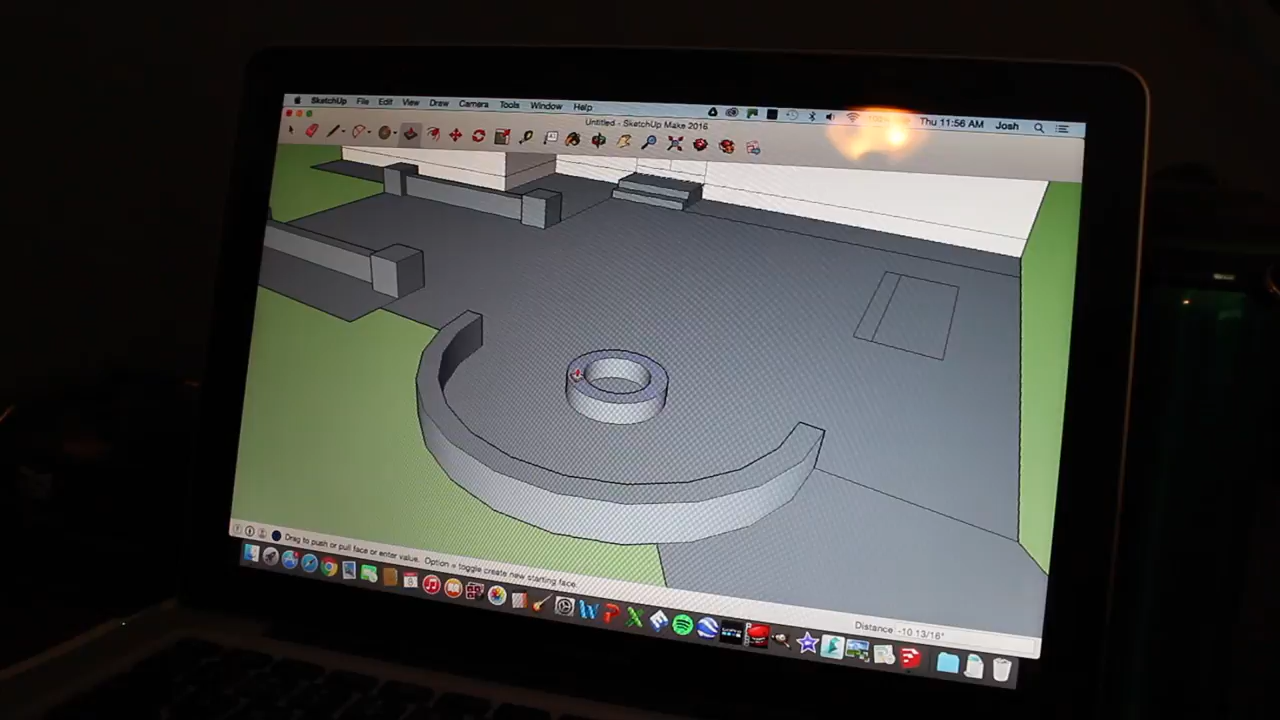 SketchUp File Edit View Draw Camera Tools Window Help Thu 11:56 AM Josh
Untitled - SketchUp Make 2016
Drag to push or pull face or enter value. Option = toggle create new starting face.
Distance -10 13/16"
8